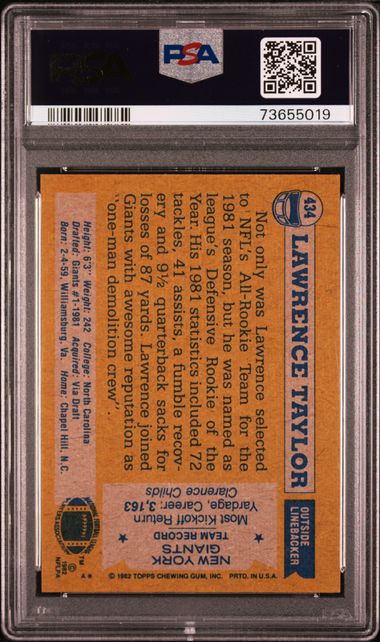 PSA
PSA
73655019
434
LAWRENCE TAYLOR
OUTSIDE
LINEBACKER
Not only was Lawrence selected
to NFL's All-Rookie Team for the
1981 season, but he was named as
league's Defensive Rookie of the
Year. His 1981 statistics included 72
tackles, 41 assists, a fumble recov-
ery and 9½ quarterback sacks for
losses of 87 yards. Lawrence joined
Giants with awesome reputation as
"one-man demolition crew".
NEW YORK
GIANTS
★ TEAM RECORD ★
Most Kickoff Return
Yardage, Career: 3,163
Clarence Childs
Height: 6'3" Weight: 242 College: North Carolina
Drafted: Giants #1-1981 Acquired: Via Draft
Born: 2-4-59, Williamsburg, Va. Home: Chapel Hill, N.C.
TM
©
1982
NFLPA
A ★
© 1982 TOPPS CHEWING GUM, INC. PRTD. IN U.S.A.